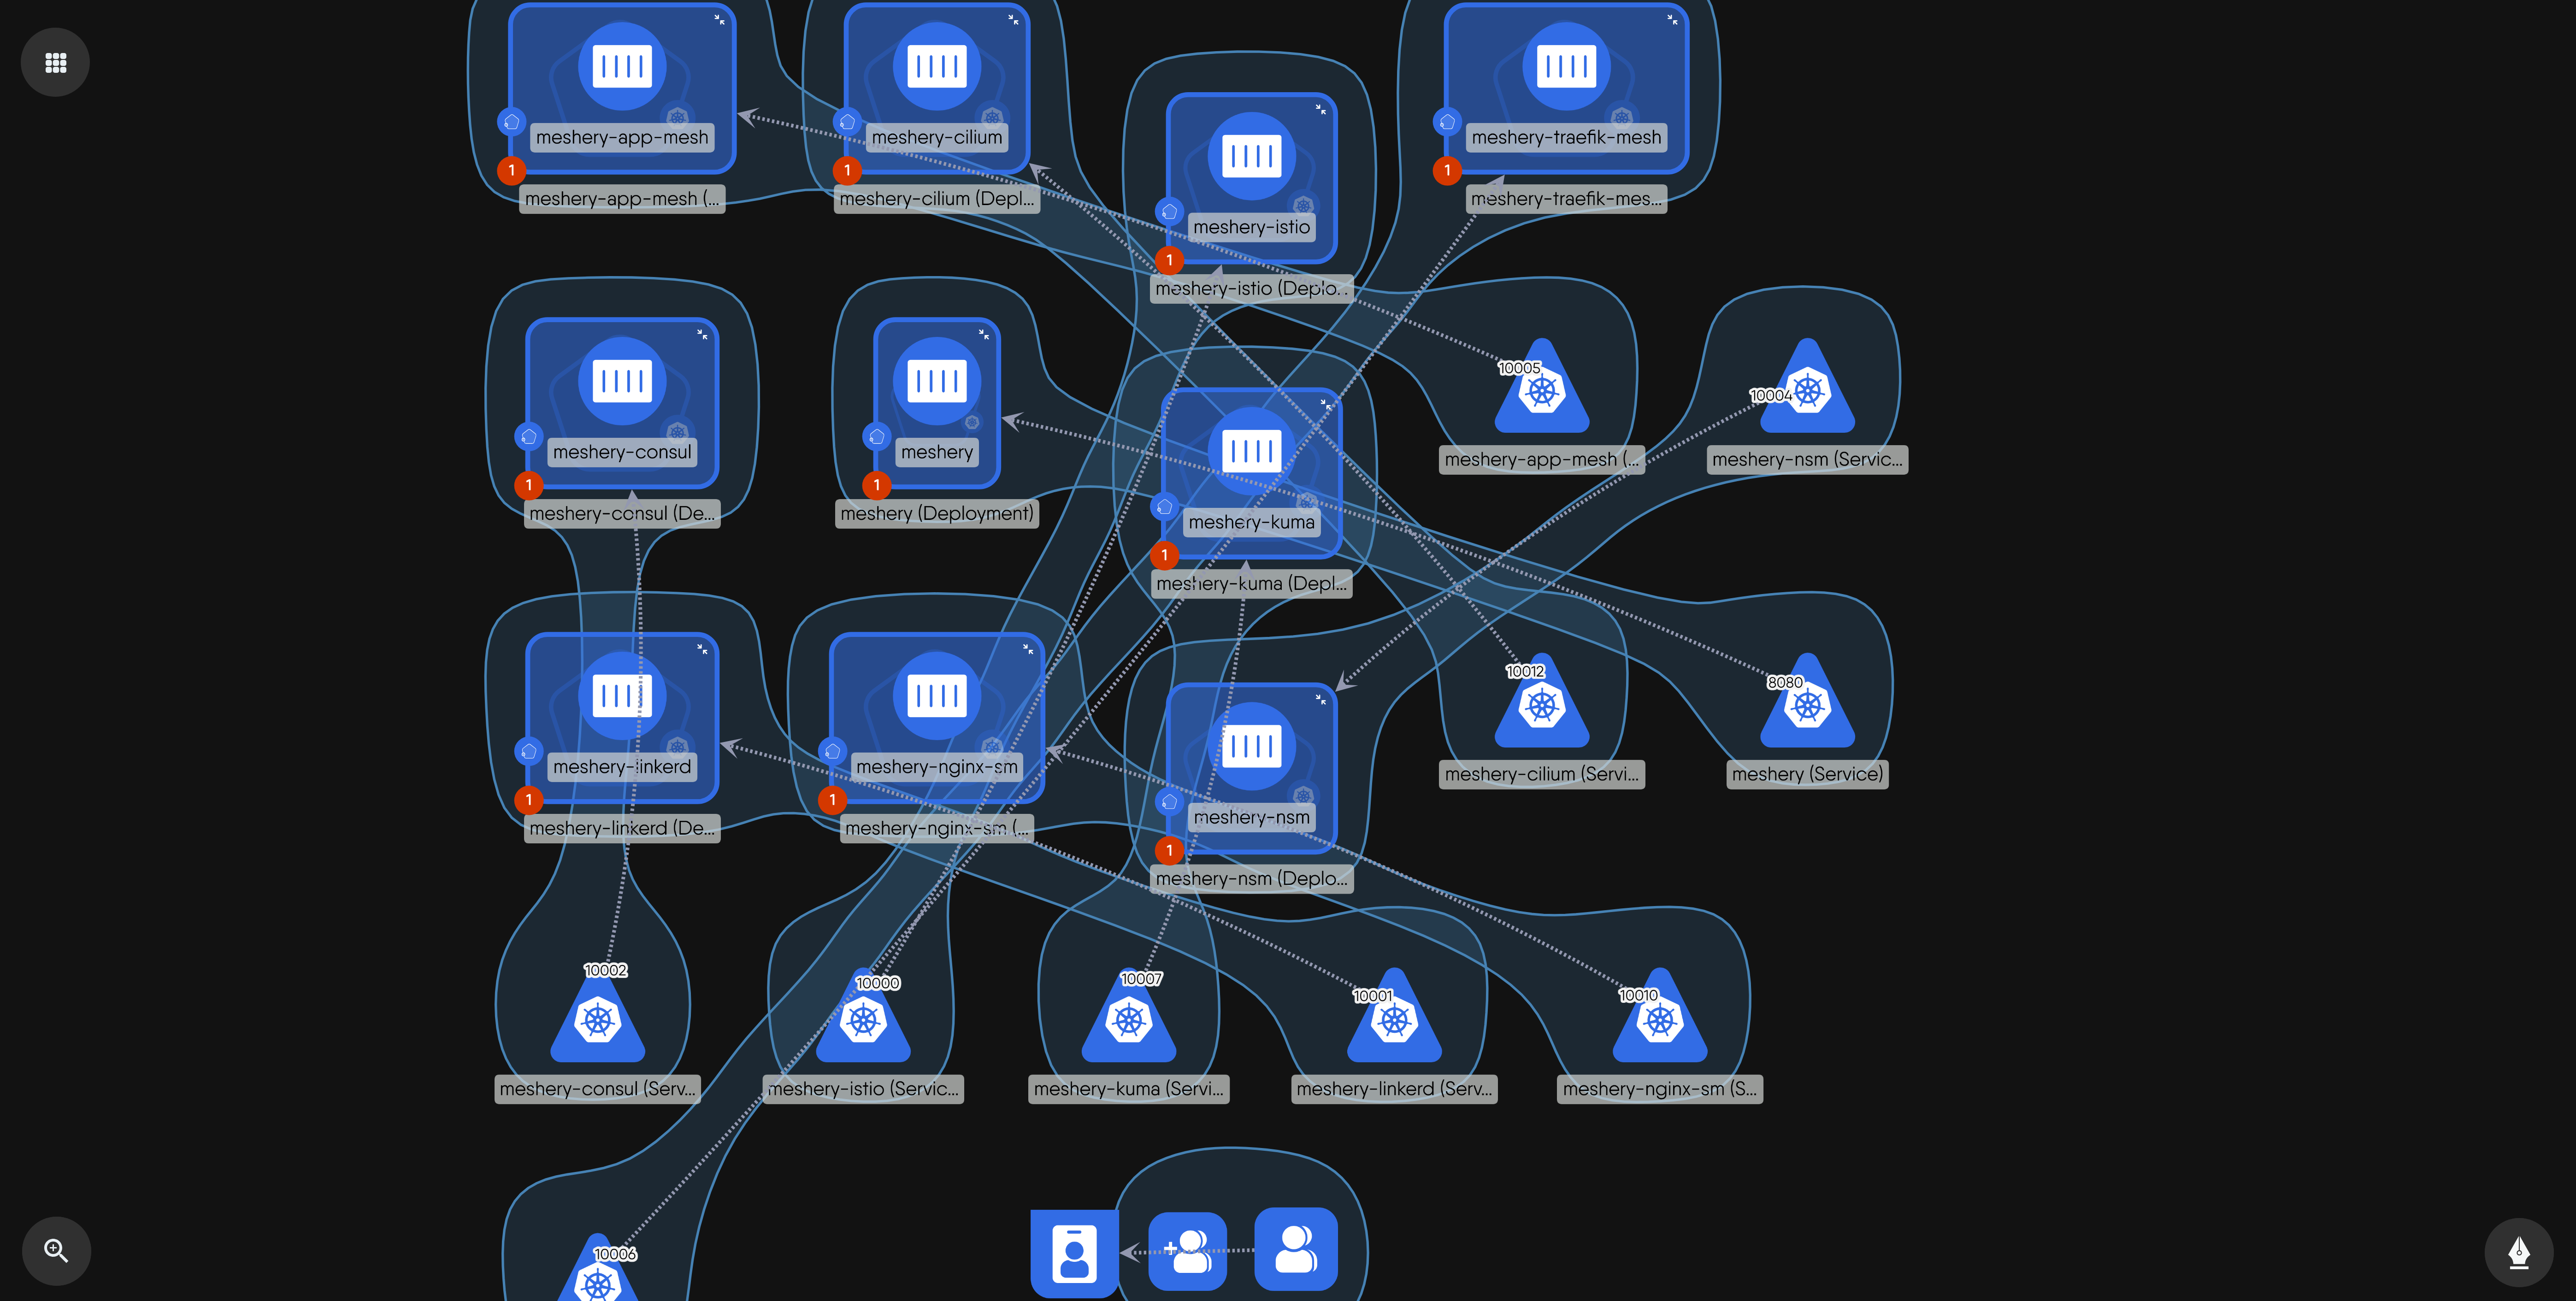 meshery-app-mesh
1
meshery-app-mesh (...
meshery-cilium
1
meshery-cilium (Depl...
meshery-istio
1
meshery-istio (Deplo...
meshery-traefik-mesh
1
meshery-traefik-mes...
meshery-consul
1
meshery-consul (De...
meshery
1
meshery (Deployment)
meshery-kuma
1
meshery-kuma (Depl...
10005
meshery-app-mesh (...
10004
meshery-nsm (Servic...
meshery-linkerd
1
meshery-linkerd (De...
meshery-nginx-sm
1
meshery-nginx-sm (...
meshery-nsm
1
meshery-nsm (Deplo...
10012
meshery-cilium (Servi...
8080
meshery (Service)
10002
meshery-consul (Serv...
10000
meshery-istio (Servic...
10007
meshery-kuma (Servi...
10001
meshery-linkerd (Serv...
10010
meshery-nginx-sm (S...
10006